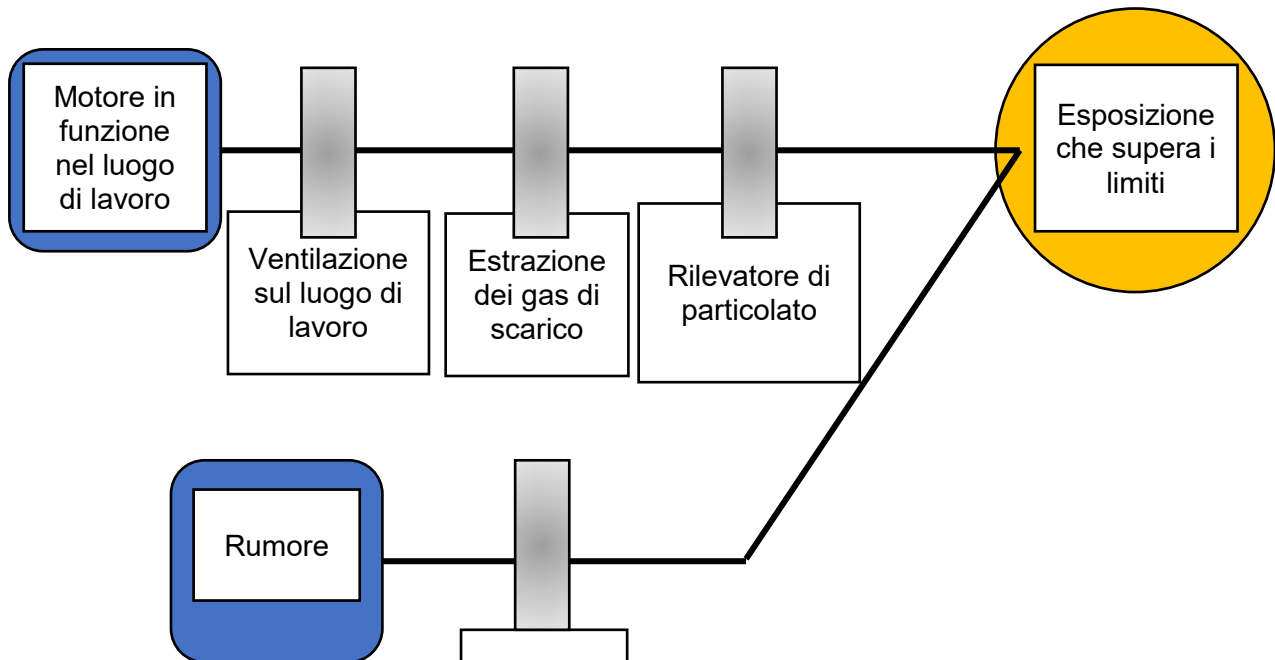 Motore in
funzione
nel luogo
di lavoro
Ventilazione
sul luogo di
lavoro
Estrazione
dei gas di
scarico
Rilevatore di
particolato
Esposizione
che supera i
limiti
Rumore